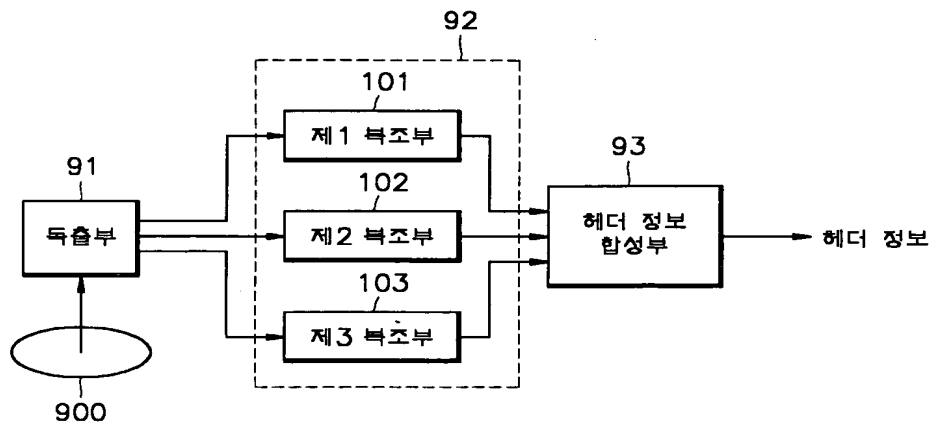 92
101
제1 복조부
91
독출부
102
제2 복조부
93
헤더 정보
합성부
헤더 정보
103
제3 복조부
900